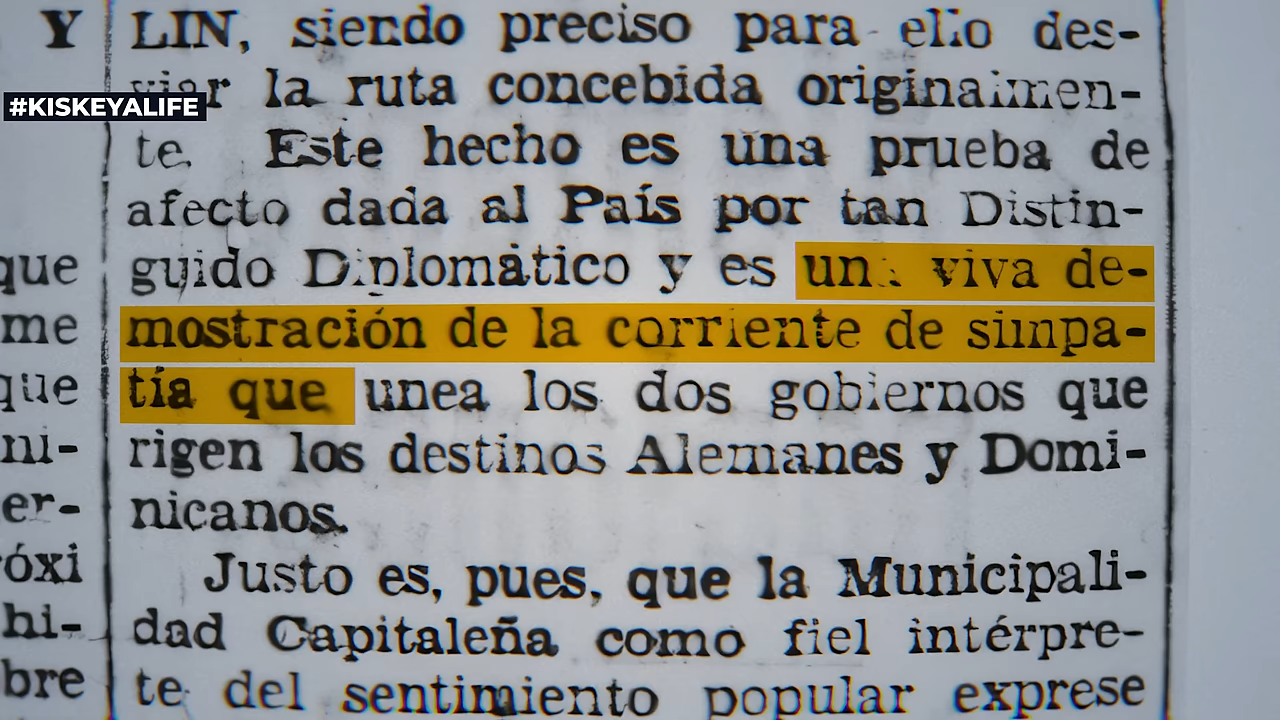 #KISKEYALIFE
Y
que
me
que
ni-
er-
óxi
hi-
bre
LIN, siendo preciso para ello des-
viar la ruta concebida originalmen-
te. Este hecho es una prueba de
afecto dada al País por tan Distin-
guido Diplomático y es una viva de-
mostración de la corriente de simpa-
tía que unea los dos gobiernos que
rigen los destinos Alemanes y Domi-
nicanos.
Justo es, pues, que la Municipali-
dad Capitaleña como fiel intérpre-
te del sentimiento popular exprese